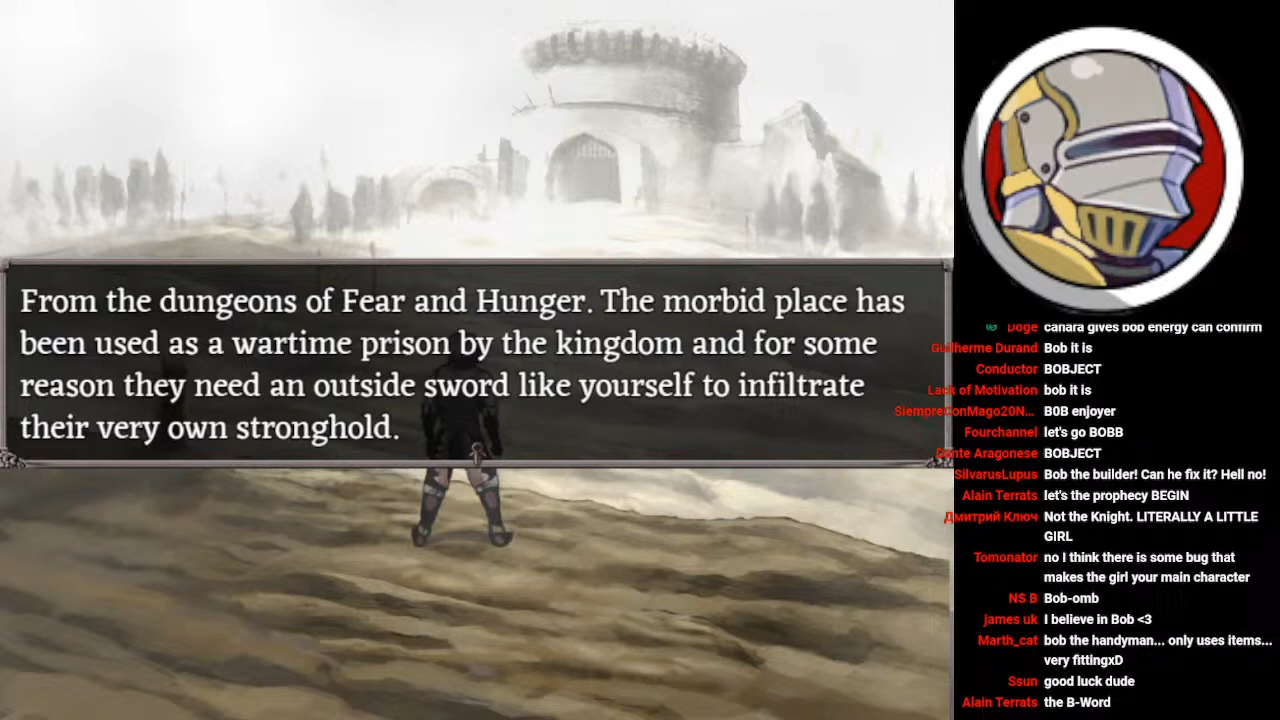 From the dungeons of Fear and Hunger. The morbid place has
been used as a wartime prison by the kingdom and for some
reason they need an outside sword like yourself to infiltrate
their very own stronghold.
Doge canara gives bob energy can confirm
Guilherme Durand Bob it is
Conductor BOBJECT
Lack of Motivation bob it is
SiempreConMago20N... B0B enjoyer
Fourchannel let's go BOBB
Dante Aragonese BOBJECT
SilvarusLupus Bob the builder! Can he fix it? Hell no!
Alain Terrats let's the prophecy BEGIN
Дмитрий Ключ Not the Knight. LITERALLY A LITTLE
GIRL
Tomonator no I think there is some bug that
makes the girl your main character
NS B Bob-omb
james uk I believe in Bob <3
Marth_cat bob the handyman... only uses items...
very fittingxD
Ssun good luck dude
Alain Terrats the B-Word